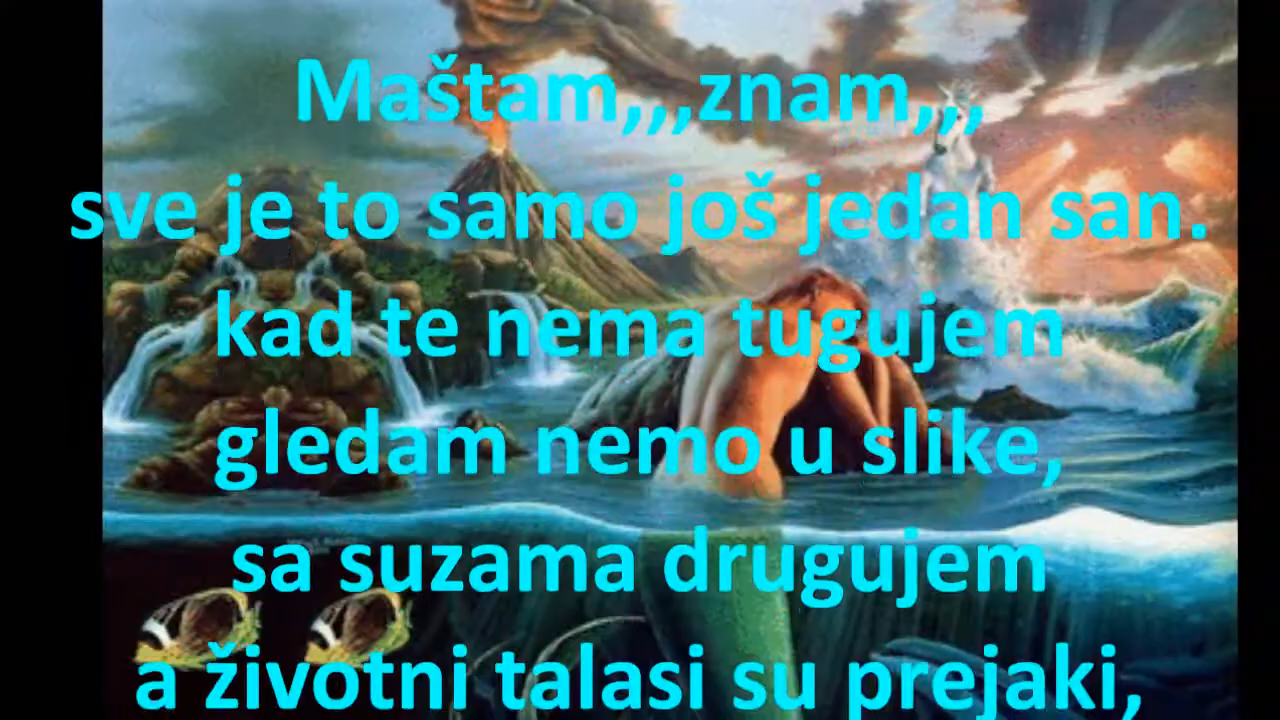 Maštam,,,znam,,,
sve je to samo još jedan san.
kad te nema tugujem
gledam nemo u slike,
sa suzama drugujem
a životni talasi su prejaki,